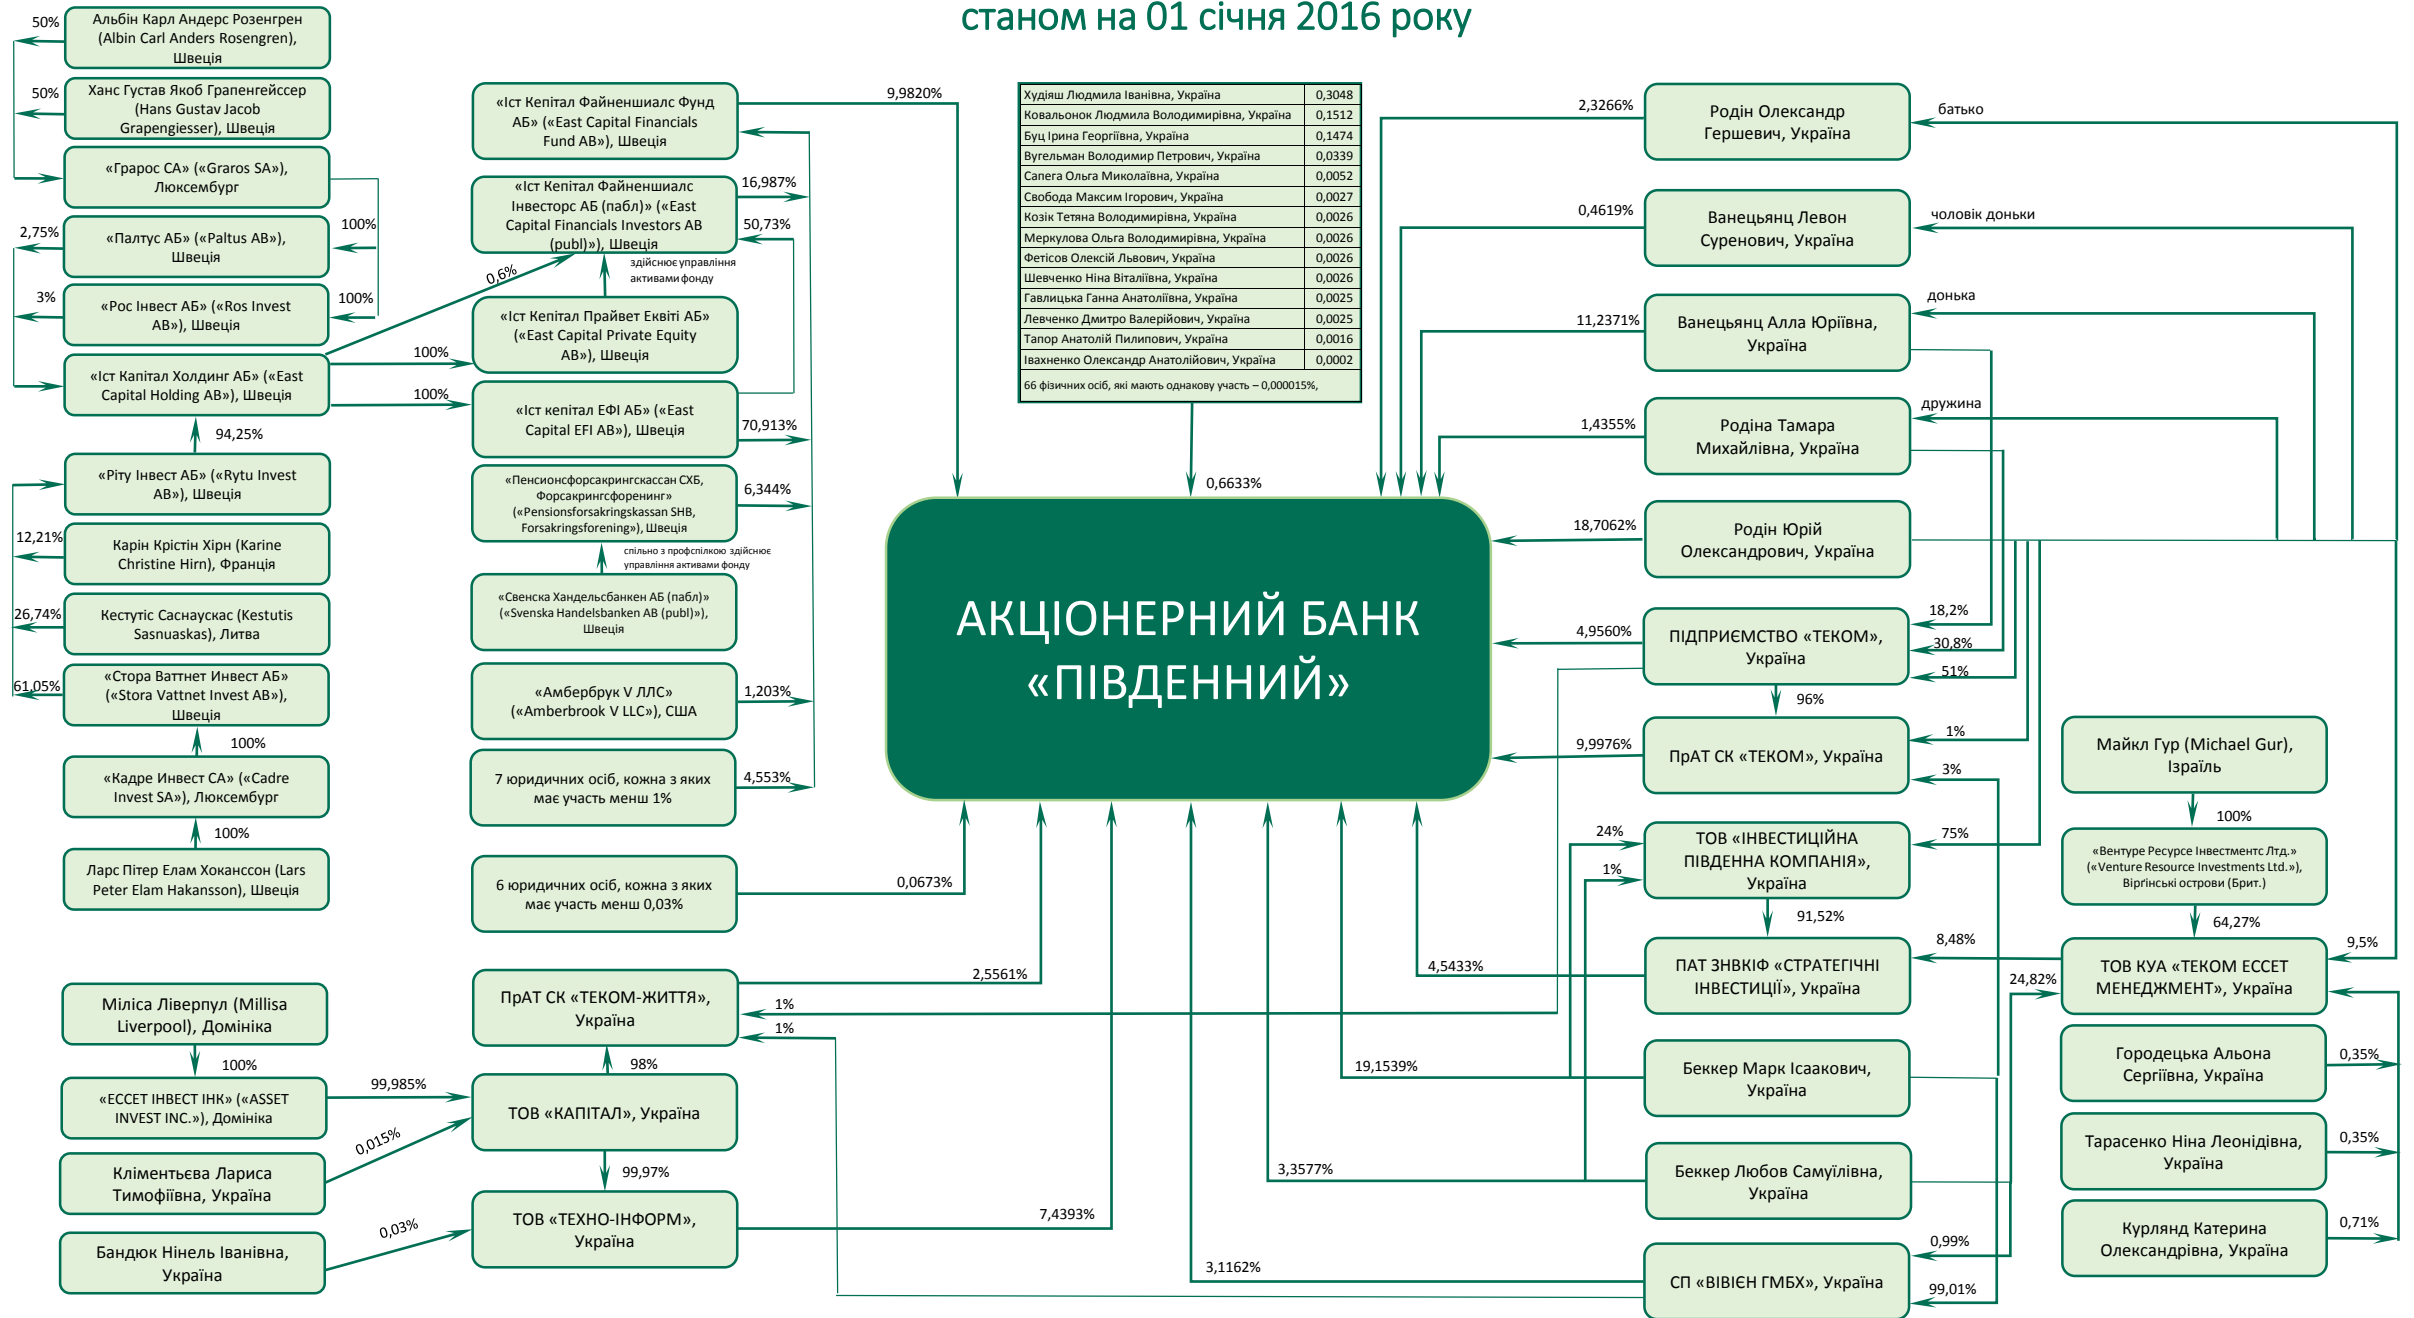 станом на 01 січня 2016 року
50%
Альбін Карл Андерс Розенгрен
(Albin Carl Anders Rosengren),
Швеція
50%
Ханс Густав Якоб Грапенгейссер
(Hans Gustav Jacob
Grapengiesser), Швеція
«Грарос СА» («Graros SA»),
Люксембург
100%
2,75%
«Палтус АБ» («Paltus AB»),
Швеція
3%
«Рос Інвест АБ» («Ros Invest
AB»), Швеція
100%
«Іст Капітал Холдинг АБ» («East
Capital Holding AB»), Швеція
0,6%
100%
100%
94,25%
«Ріту Інвест АБ» («Rytu Invest
AB»), Швеція
12,21%
Карін Крістін Хірн (Karine
Christine Hirn), Франція
26,74%
Кестутіс Саснаускас (Kestutis
Sasnuaskas), Литва
61,05%
«Стора Ваттнет Инвест АБ»
(«Stora Vattnet Invest AB»),
Швеція
100%
«Кадре Инвест СА» («Cadre
Invest SA»), Люксембург
100%
Ларс Пітер Елам Хоканссон (Lars
Peter Elam Hakansson), Швеція
Міліса Ліверпул (Millisa
Liverpool), Домініка
100%
«ЕССЕТ ІНВЕСТ ІНК» («ASSET
INVEST INC.»), Домініка
99,985%
Кліментьєва Лариса
Тимофіївна, Україна
0,015%
Бандюк Нінель Іванівна,
Україна
0,03%
«Іст Кепітал Файненшиалс Фунд
АБ» («East Capital Financials
Fund AB»), Швеція
9,9820%
«Іст Кепітал Файненшиалс
Інвесторс АБ (пабл)» («East
Capital Financials Investors AB
(publ)»), Швеція
16,987%
50,73%
здійснює управління
активами фонду
«Іст Кепітал Прайвет Еквіті АБ»
(«East Capital Private Equity
AB»), Швеція
«Іст кепітал ЕФІ АБ» («East
Capital EFI AB»), Швеція
70,913%
«Пенсионсфорсакрингскассан СХБ,
Форсакрингсфоренинг»
(«Pensionsforsakringskassan SHB,
Forsakringsforening»), Швеція
6,344%
спільно з профспілкою здійснює
управління активами фонду
«Свенска Хандельсбанкен АБ (пабл)»
(«Svenska Handelsbanken AB (publ)»),
Швеція
«Амбербрук V ЛЛС»
(«Amberbrook V LLC»), США
1,203%
7 юридичних осіб, кожна з яких
має участь менш 1%
4,553%
6 юридичних осіб, кожна з яких
має участь менш 0,03%
0,0673%
ПрАТ СК «ТЕКОМ-ЖИТТЯ»,
Україна
2,5561%
1%
1%
98%
ТОВ «КАПІТАЛ», Україна
99,97%
ТОВ «ТЕХНО-ІНФОРМ»,
Україна
7,4393%
Худіяш Людмила Іванівна, Україна 0,3048
Ковальонок Людмила Володимирівна, Україна 0,1512
Буц Ірина Георгіївна, Україна 0,1474
Вугельман Володимир Петрович, Україна 0,0339
Сапега Ольга Миколаївна, Україна 0,0052
Свобода Максим Ігорович, Україна 0,0027
Козік Тетяна Володимирівна, Україна 0,0026
Меркулова Ольга Володимирівна, Україна 0,0026
Фетісов Олексій Львович, Україна 0,0026
Шевченко Ніна Віталіївна, Україна 0,0026
Гавлицька Ганна Анатоліївна, Україна 0,0025
Левченко Дмитро Валерійович, Україна 0,0025
Тапор Анатолій Пилипович, Україна 0,0016
Івахненко Олександр Анатолійович, Україна 0,0002
66 фізичних осіб, які мають однакову участь – 0,000015%,
0,6633%
АКЦІОНЕРНИЙ БАНК
«ПІВДЕННИЙ»
2,3266%
Родін Олександр
Гершевич, Україна
батько
0,4619%
Ванецьянц Левон
Суренович, Україна
чоловік доньки
11,2371%
Ванецьянц Алла Юріївна,
Україна
донька
1,4355%
Родіна Тамара
Михайлівна, Україна
дружина
18,7062%
Родін Юрій
Олександрович, Україна
4,9560%
ПІДПРИЄМСТВО «ТЕКОМ»,
Україна
18,2%
30,8%
51%
96%
9,9976%
ПрАТ СК «ТЕКОМ», Україна
1%
3%
24%
1%
ТОВ «ІНВЕСТИЦІЙНА
ПІВДЕННА КОМПАНІЯ»,
Україна
75%
91,52%
4,5433%
ПАТ ЗНВКІФ «СТРАТЕГІЧНІ
ІНВЕСТИЦІЇ», Україна
8,48%
19,1539%
Беккер Марк Ісаакович,
Україна
3,3577%
Беккер Любов Самуїлівна,
Україна
3,1162%
СП «ВІВІЄН ГМБХ», Україна
0,99%
99,01%
Майкл Гур (Michael Gur),
Ізраїль
100%
«Вентуре Ресурсе Інвестментс Лтд.»
(«Venture Resource Investments Ltd.»),
Віргінські острови (Брит.)
64,27%
ТОВ КУА «ТЕКОМ ЕССЕТ
МЕНЕДЖМЕНТ», Україна
9,5%
24,82%
Городецька Альона
Сергіївна, Україна
0,35%
Тарасенко Ніна Леонідівна,
Україна
0,35%
Курлянд Катерина
Олександрівна, Україна
0,71%